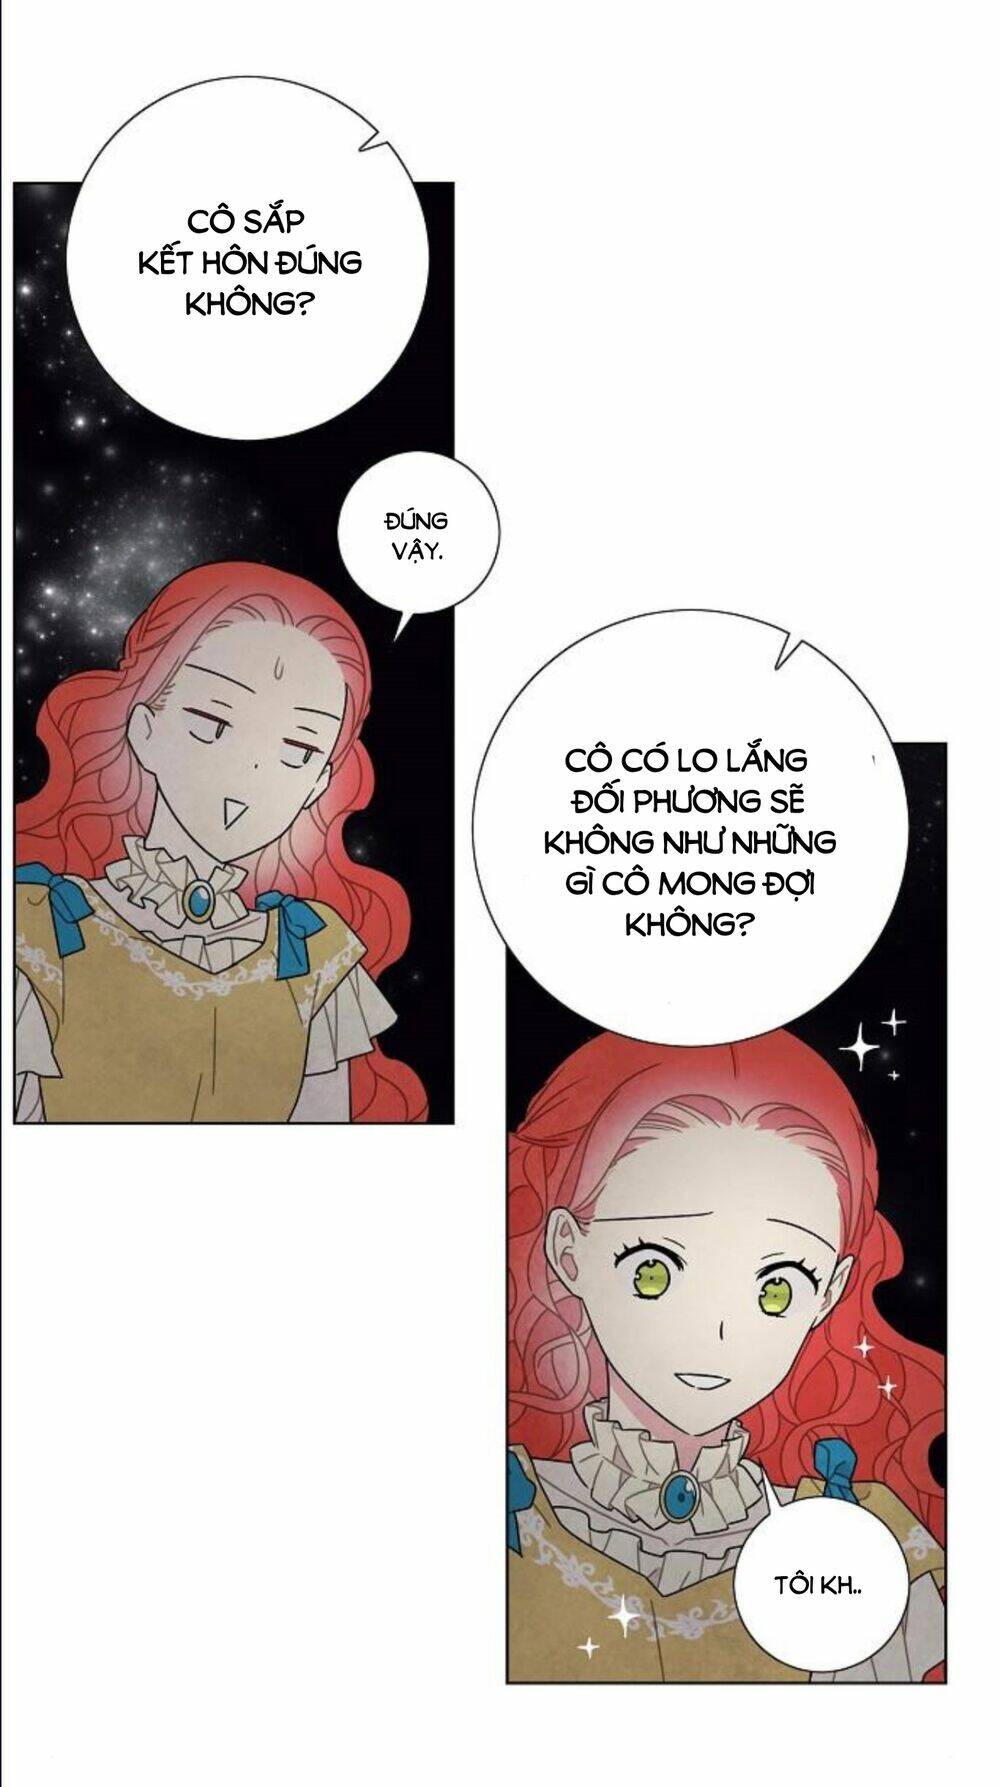 CÔ SẮP
KẾT HÔN ĐÚNG
KHÔNG?
ĐÚNG
VẬY.
CÔ CÓ LO LẮNG
ĐỐI PHƯƠNG SẼ
KHÔNG NHƯ NHỮNG
GÌ CÔ MONG ĐỢI
KHÔNG?
TÔI KH..